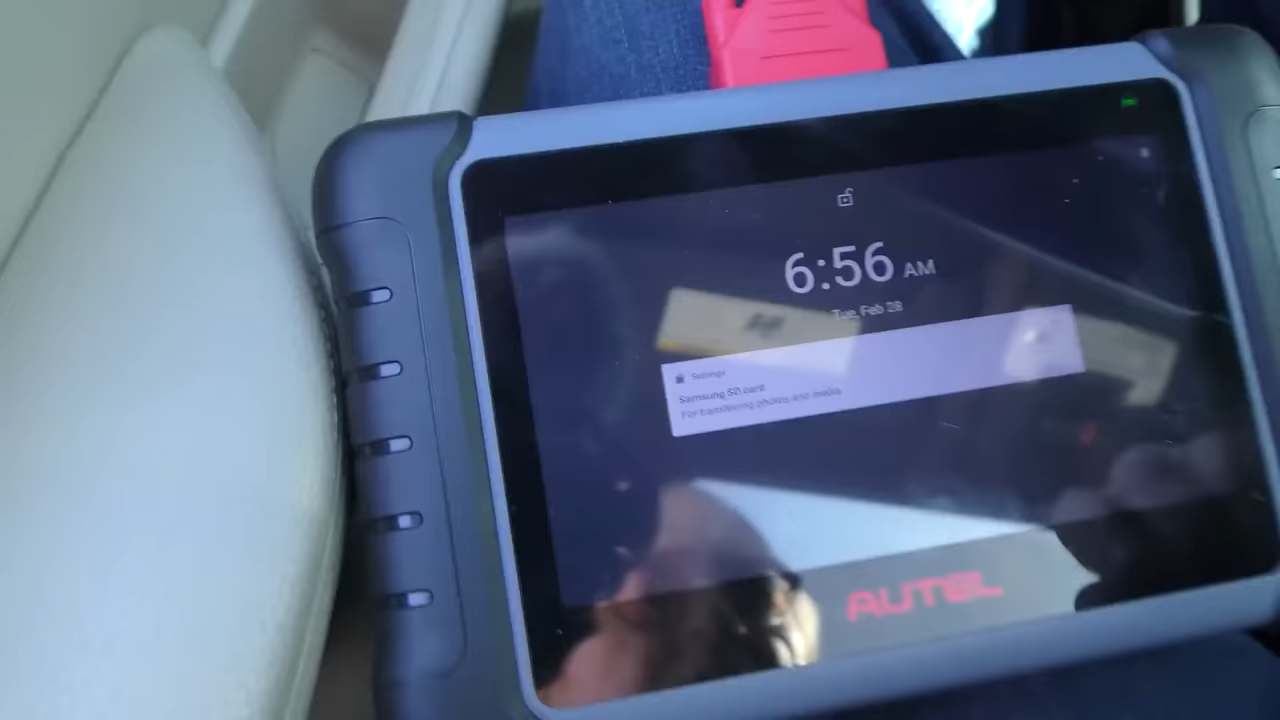 6:56 AM
Tue, Feb 28
Settings
Samsung SD card
For transferring photos and media
AUTEL